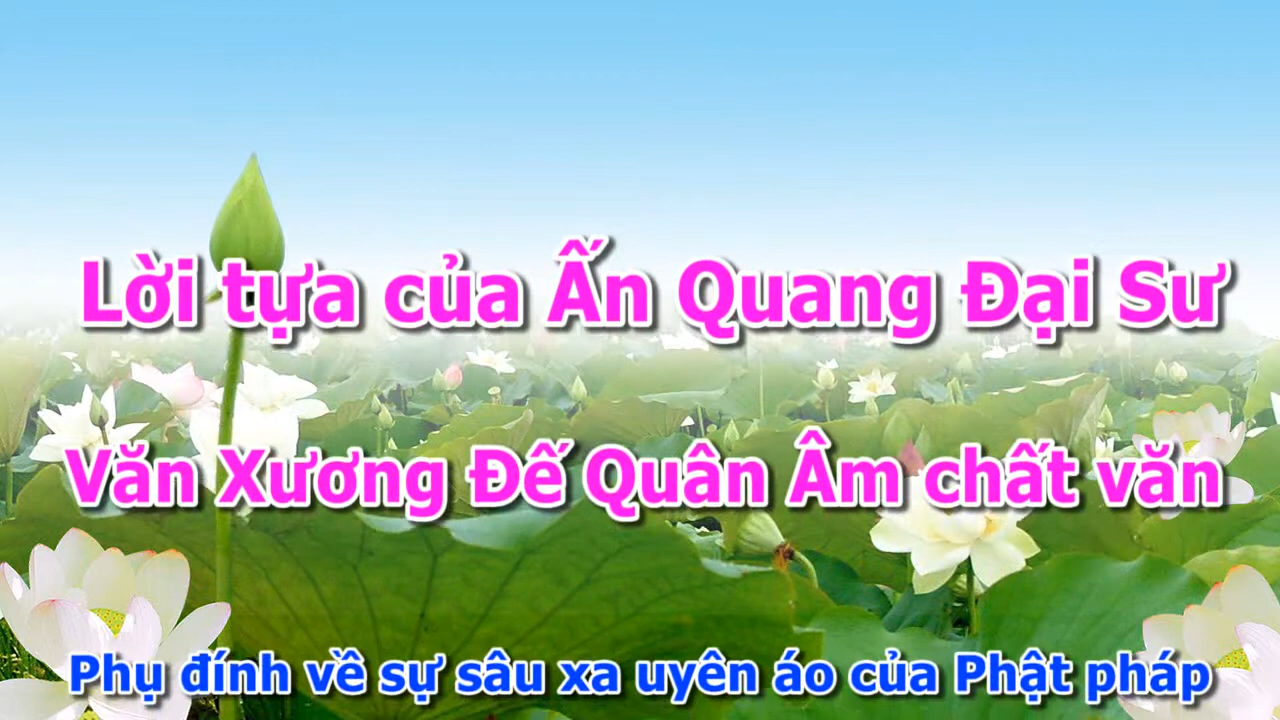 Lời tựa của Ấn Quang Đại Sư
Văn Xương Đế Quân Âm chất văn
Phụ đính về sự sâu xa uyên áo của Phật pháp